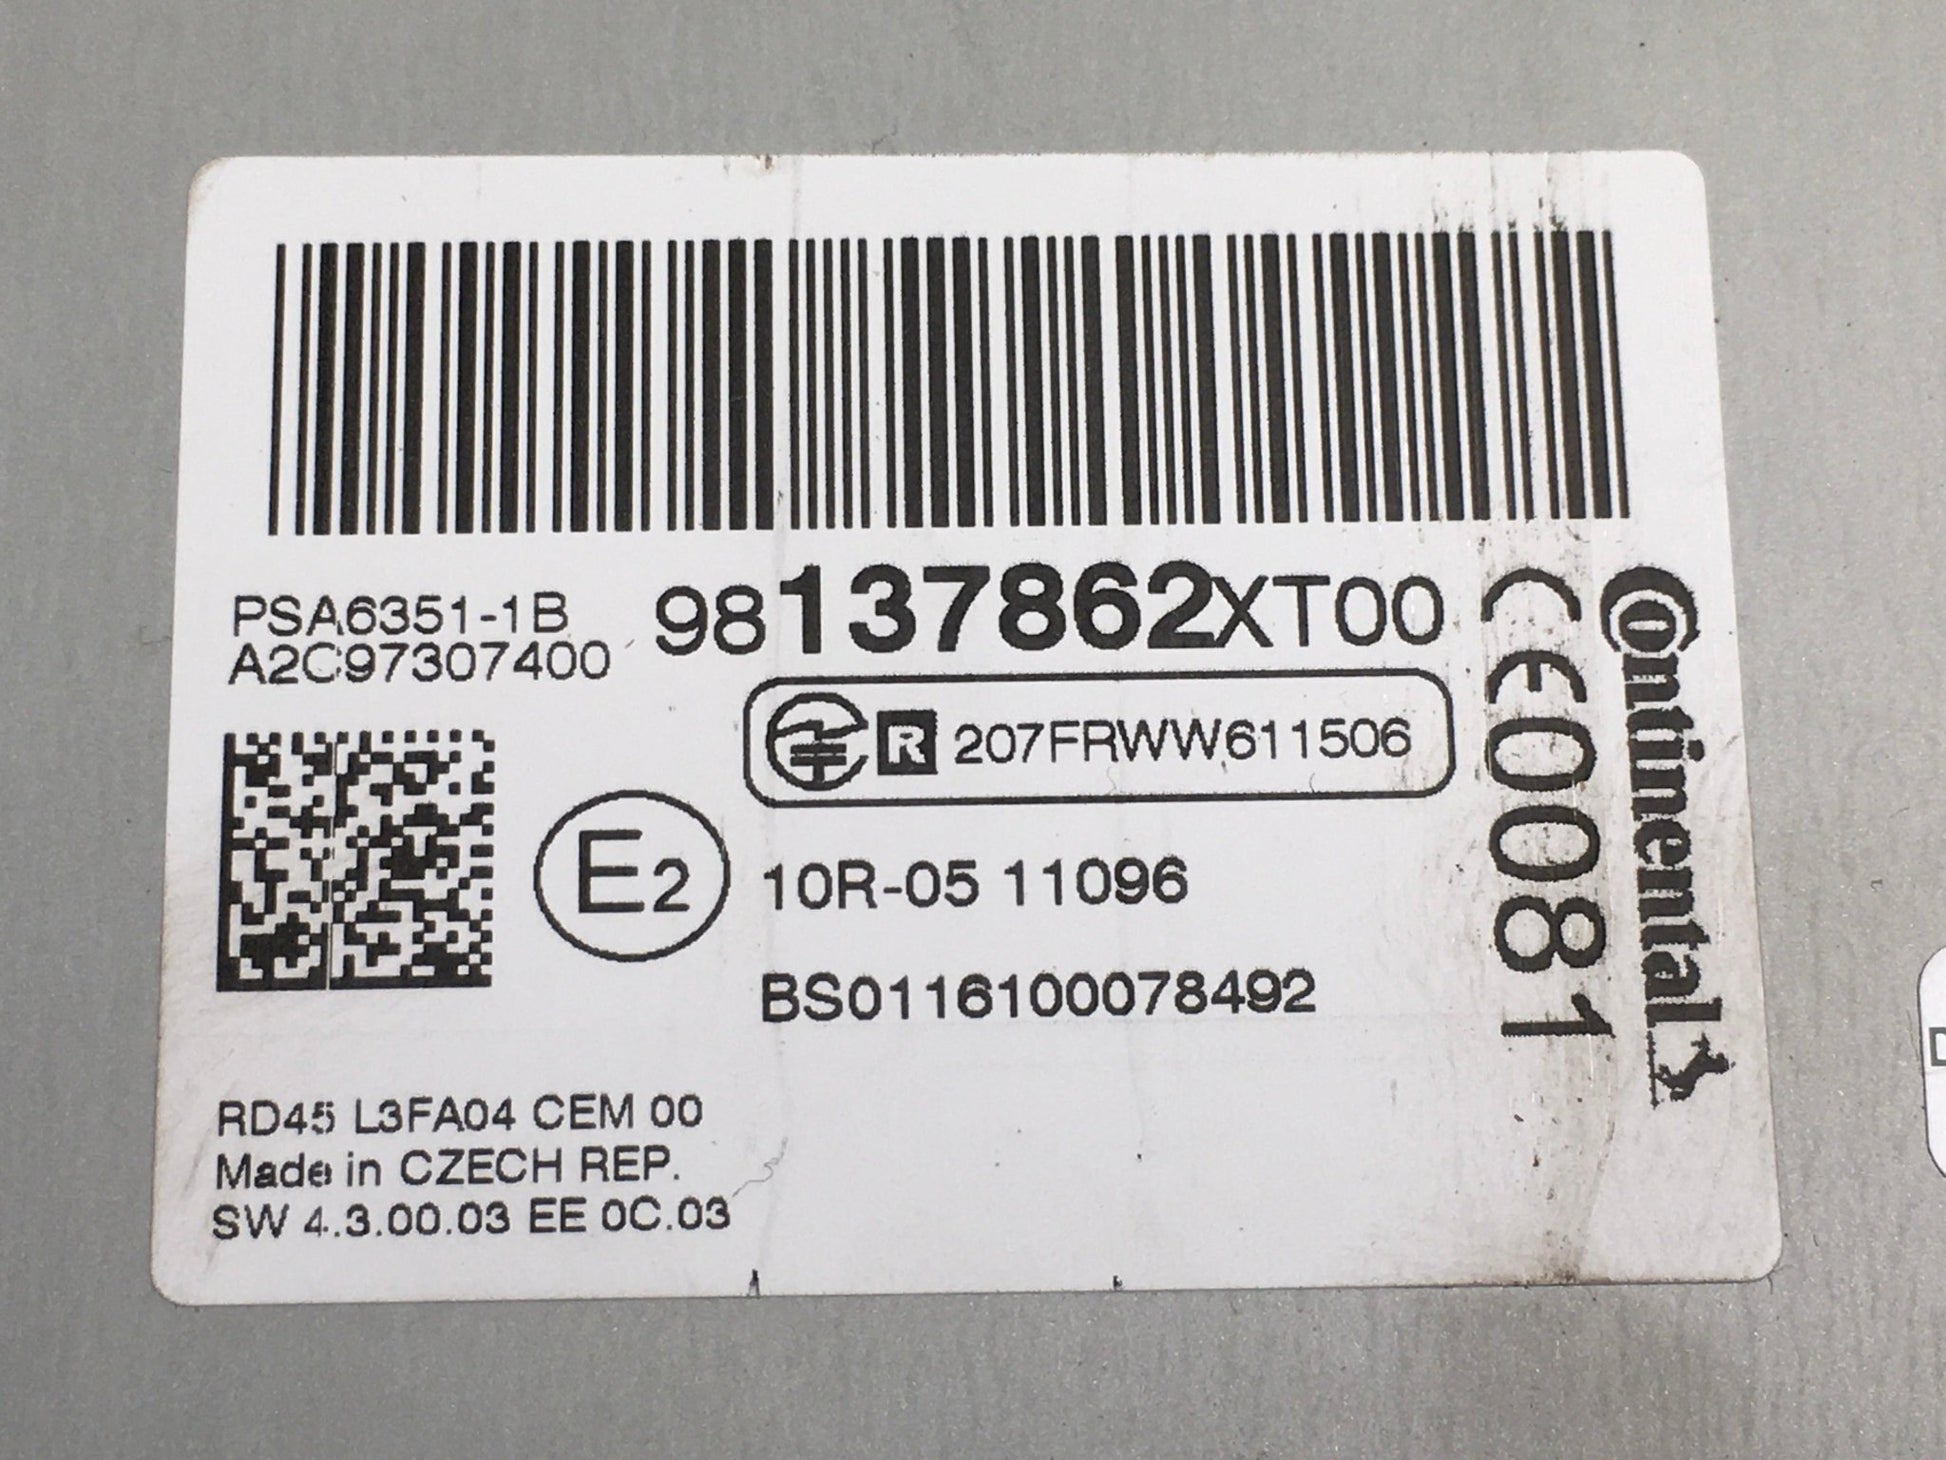 PSA6351-1B
98137862XT00
A2C97307400
R 207FRWW611506
E2 10R-05 11096
BS0116100078492
RD45 L3FA04 CEM 00
Made in CZECH REP.
SW 4.3.00.03 EE 0C.03
CE0081
Continental
D